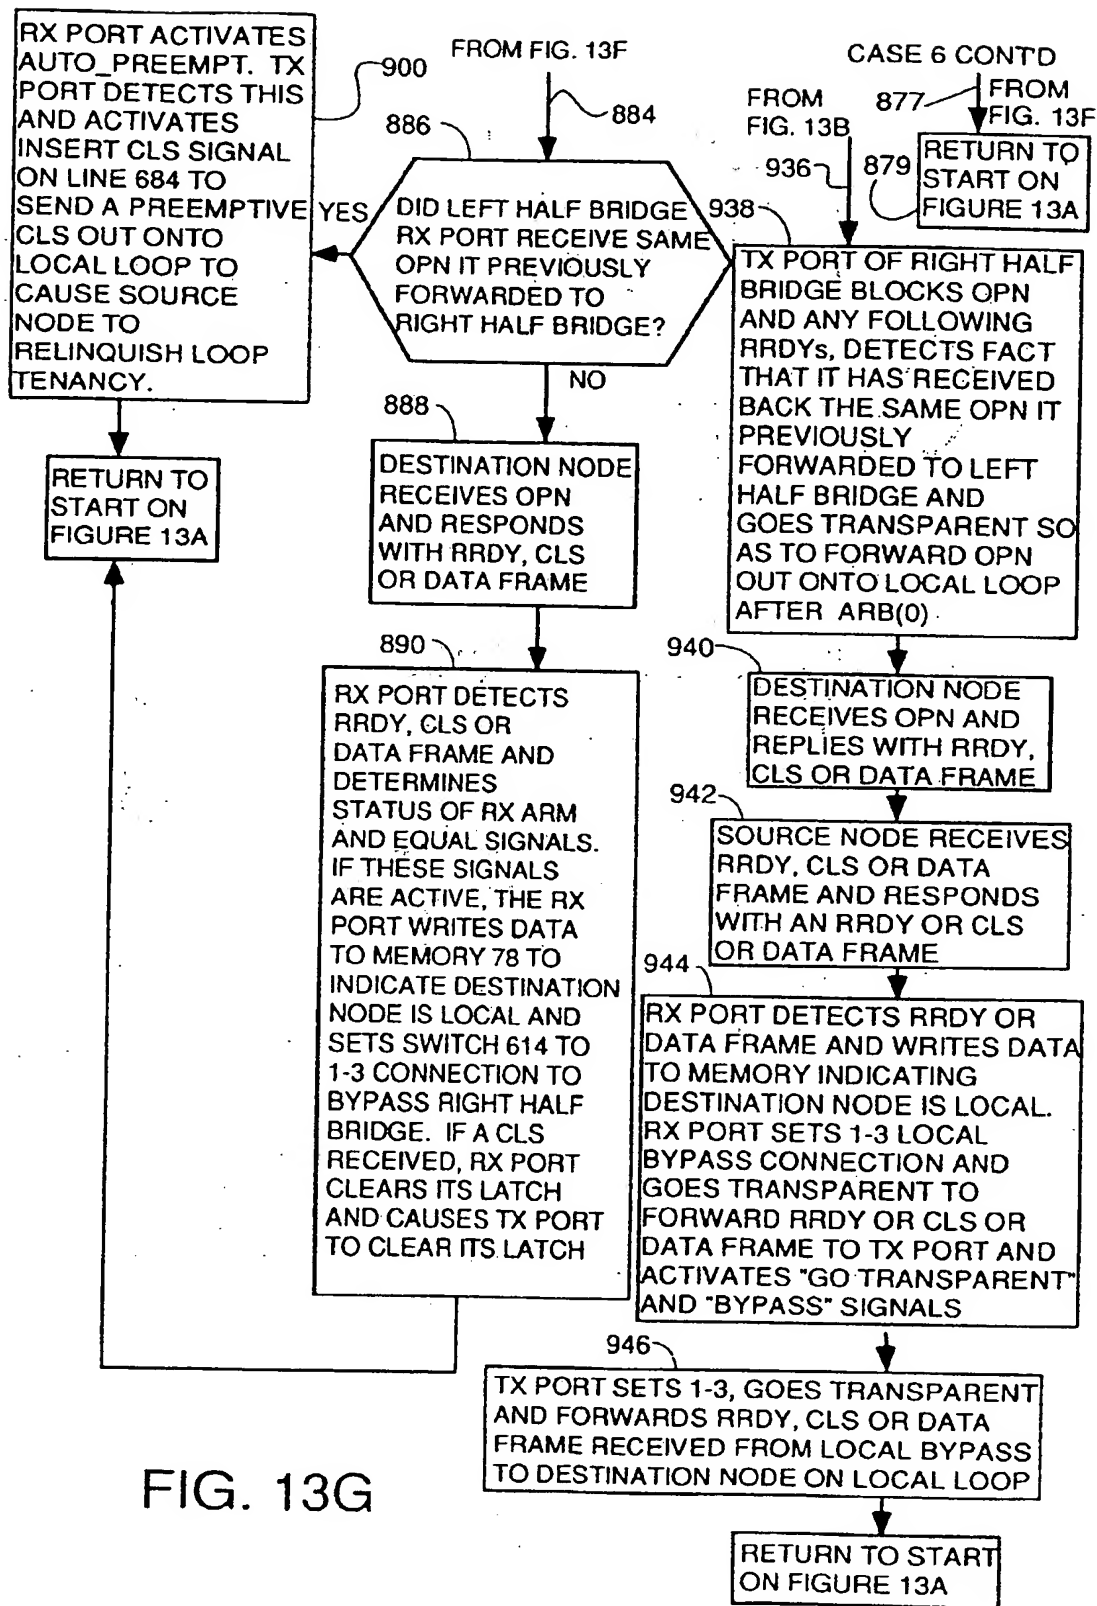 RX PORT ACTIVATES
AUTO_PREEMPT. TX
PORT DETECTS THIS
AND ACTIVATES
INSERT CLS SIGNAL
ON LINE 684 TO
SEND A PREEMPTIVE
CLS OUT ONTO
LOCAL LOOP TO
CAUSE SOURCE
NODE TO
RELINQUISH LOOP
TENANCY.
900
RETURN TO
START ON
FIGURE 13A
FROM FIG. 13F
884
886
DID LEFT HALF BRIDGE
RX PORT RECEIVE SAME
OPN IT PREVIOUSLY
FORWARDED TO
RIGHT HALF BRIDGE?
YES
NO
888
DESTINATION NODE
RECEIVES OPN
AND RESPONDS
WITH RRDY, CLS
OR DATA FRAME
890
RX PORT DETECTS
RRDY, CLS OR
DATA FRAME AND
DETERMINES
STATUS OF RX ARM
AND EQUAL SIGNALS.
IF THESE SIGNALS
ARE ACTIVE, THE RX
PORT WRITES DATA
TO MEMORY 78 TO
INDICATE DESTINATION
NODE IS LOCAL AND
SETS SWITCH 614 TO
1-3 CONNECTION TO
BYPASS RIGHT HALF
BRIDGE. IF A CLS
RECEIVED, RX PORT
CLEARS ITS LATCH
AND CAUSES TX PORT
TO CLEAR ITS LATCH
CASE 6 CONT'D
877
FROM
FIG. 13F
879
RETURN TO
START ON
FIGURE 13A
FROM
FIG. 13B
936
938
TX PORT OF RIGHT HALF
BRIDGE BLOCKS OPN
AND ANY FOLLOWING
RRDYs, DETECTS FACT
THAT IT HAS RECEIVED
BACK THE SAME OPN IT
PREVIOUSLY
FORWARDED TO LEFT
HALF BRIDGE AND
GOES TRANSPARENT SO
AS TO FORWARD OPN
OUT ONTO LOCAL LOOP
AFTER ARB(0)
940
DESTINATION NODE
RECEIVES OPN AND
REPLIES WITH RRDY,
CLS OR DATA FRAME
942
SOURCE NODE RECEIVES
RRDY, CLS OR DATA
FRAME AND RESPONDS
WITH AN RRDY OR CLS
OR DATA FRAME
944
RX PORT DETECTS RRDY OR
DATA FRAME AND WRITES DATA
TO MEMORY INDICATING
DESTINATION NODE IS LOCAL.
RX PORT SETS 1-3 LOCAL
BYPASS CONNECTION AND
GOES TRANSPARENT TO
FORWARD RRDY OR CLS OR
DATA FRAME TO TX PORT AND
ACTIVATES "GO TRANSPARENT"
AND "BYPASS" SIGNALS
946
TX PORT SETS 1-3, GOES TRANSPARENT
AND FORWARDS RRDY, CLS OR DATA
FRAME RECEIVED FROM LOCAL BYPASS
TO DESTINATION NODE ON LOCAL LOOP
RETURN TO START
ON FIGURE 13A
FIG. 13G